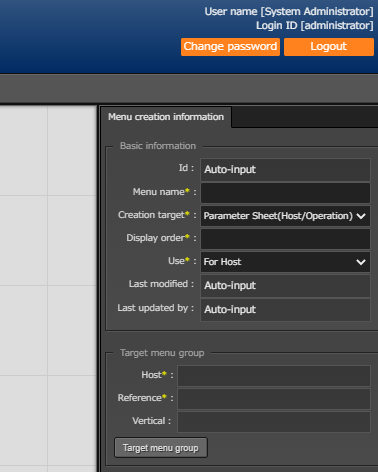 User name [System Administrator]
Login ID [administrator]
Change password Logout
Menu creation information
Basic information
Id : Auto-input
Menu name* :
Creation target* : Parameter Sheet(Host/Operation)
Display order* :
Use* : For Host
Last modified : Auto-input
Last updated by : Auto-input
Target menu group
Host* :
Reference* :
Vertical :
Target menu group